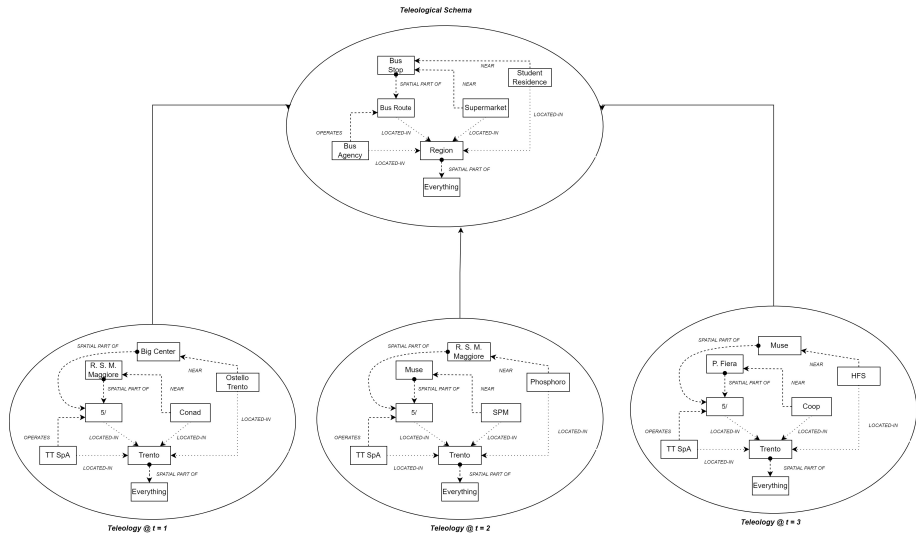 Teleological Schema
Bus
Stop
NEAR
Student
Residence
SPATIAL PART OF
NEAR
Bus Route
Supermarket
OPERATES
LOCATED-IN
LOCATED-IN
LOCATED-IN
Bus
Agency
Region
LOCATED-IN
SPATIAL PART OF
Everything
SPATIAL PART OF
Big Center
R. S. M.
Maggiore
NEAR
Ostello
Trento
SPATIAL PART OF
NEAR
5/
Conad
LOCATED-IN
OPERATES
LOCATED-IN
LOCATED-IN
TT SpA
Trento
LOCATED-IN
SPATIAL PART OF
Everything
Teleology @ t = 1
SPATIAL PART OF
R. S. M.
Maggiore
Muse
NEAR
Phosphoro
SPATIAL PART OF
NEAR
5/
SPM
LOCATED-IN
OPERATES
LOCATED-IN
LOCATED-IN
TT SpA
Trento
LOCATED-IN
SPATIAL PART OF
Everything
Teleology @ t = 2
SPATIAL PART OF
Muse
P. Fiera
NEAR
HFS
SPATIAL PART OF
NEAR
5/
Coop
LOCATED-IN
OPERATES
LOCATED-IN
LOCATED-IN
TT SpA
Trento
LOCATED-IN
SPATIAL PART OF
Everything
Teleology @ t = 3